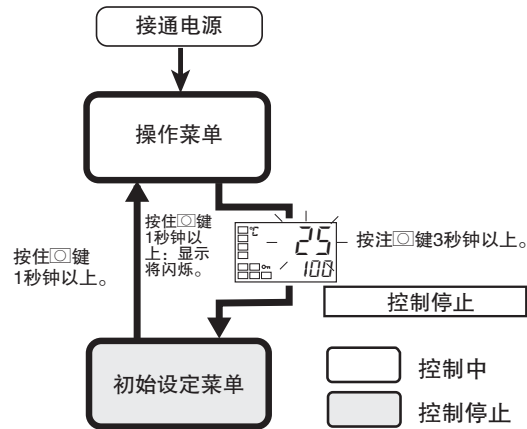 接通电源
操作菜单
按住键
1秒钟以
上：显示
将闪烁。
℃
25
100
按注键3秒钟以上。
按住键
1秒钟以上。
控制停止
初始设定菜单
控制中
控制停止